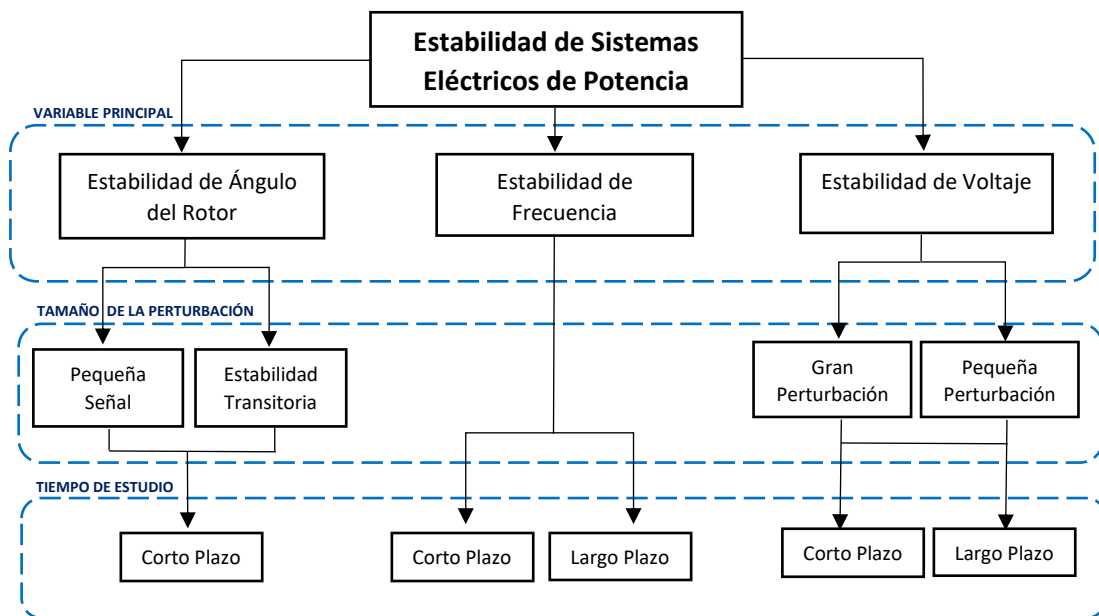 Estabilidad de Sistemas
Eléctricos de Potencia
VARIABLE PRINCIPAL
Estabilidad de Ángulo
del Rotor
Estabilidad de
Frecuencia
Estabilidad de Voltaje
TAMAÑO DE LA PERTURBACIÓN
Pequeña
Señal
Estabilidad
Transitoria
Gran
Perturbación
Pequeña
Perturbación
TIEMPO DE ESTUDIO
Corto Plazo
Corto Plazo
Largo Plazo
Corto Plazo
Largo Plazo